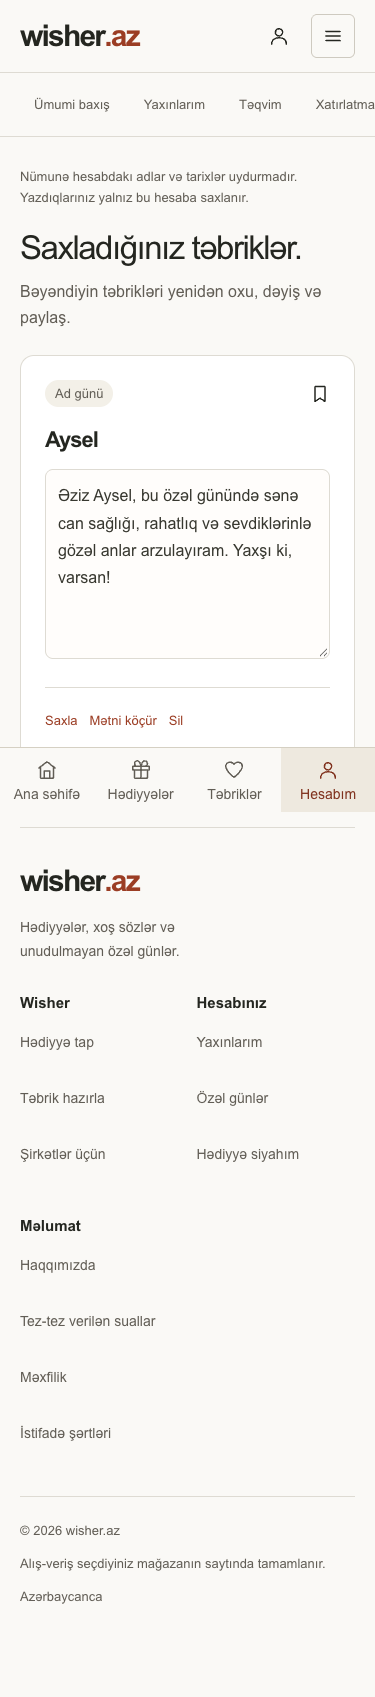 wisher.az
Ümumi baxış Yaxınlarım Təqvim Xatırlatma
Nümunə hesabdakı adlar və tarixlər uydurmadır.
Yazdıqlarınız yalnız bu hesaba saxlanır.
Saxladığınız təbriklər.
Bəyəndiyin təbrikləri yenidən oxu, dəyiş və
paylaş.
Ad günü
Aysel
Əziz Aysel, bu özəl günündə sənə
can sağlığı, rahatlıq və sevdiklərinlə
gözəl anlar arzulayıram. Yaxşı ki,
varsan!
Saxla Mətni köçür Sil
Ana səhifə Hədiyyələr Təbriklər Hesabım
wisher.az
Hədiyyələr, xoş sözlər və
unudulmayan özəl günlər.
Wisher Hesabınız
Hədiyyə tap Yaxınlarım
Təbrik hazırla Özəl günlər
Şirkətlər üçün Hədiyyə siyahım
Məlumat
Haqqımızda
Tez-tez verilən suallar
Məxfilik
İstifadə şərtləri
© 2026 wisher.az
Alış-veriş seçdiyiniz mağazanın saytında tamamlanır.
Azərbaycanca